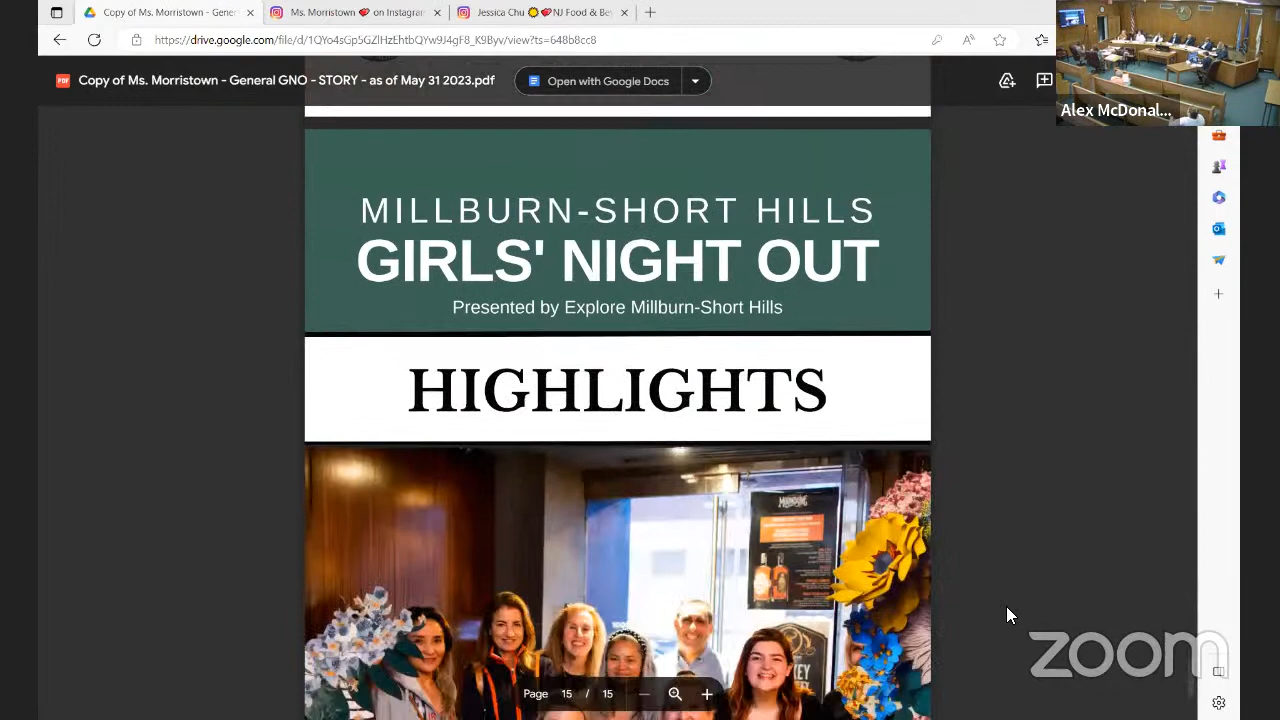 Copy of Ms. Morristown - Gener
Ms. Morristown ❤ on Instagram
Jessica Chu 🌞❤NJ Food & Be
https://drive.google.com/file/d/1QYo4sGp5GZlHzEhtbQYw9J4gF8_K9Byv/view?ts=648b8cc8
PDF
Copy of Ms. Morristown - General GNO - STORY - as of May 31 2023.pdf
Open with Google Docs
Alex McDonal...
MILLBURN-SHORT HILLS
GIRLS' NIGHT OUT
Presented by Explore Millburn-Short Hills
HIGHLIGHTS
Page 15 / 15
zoom